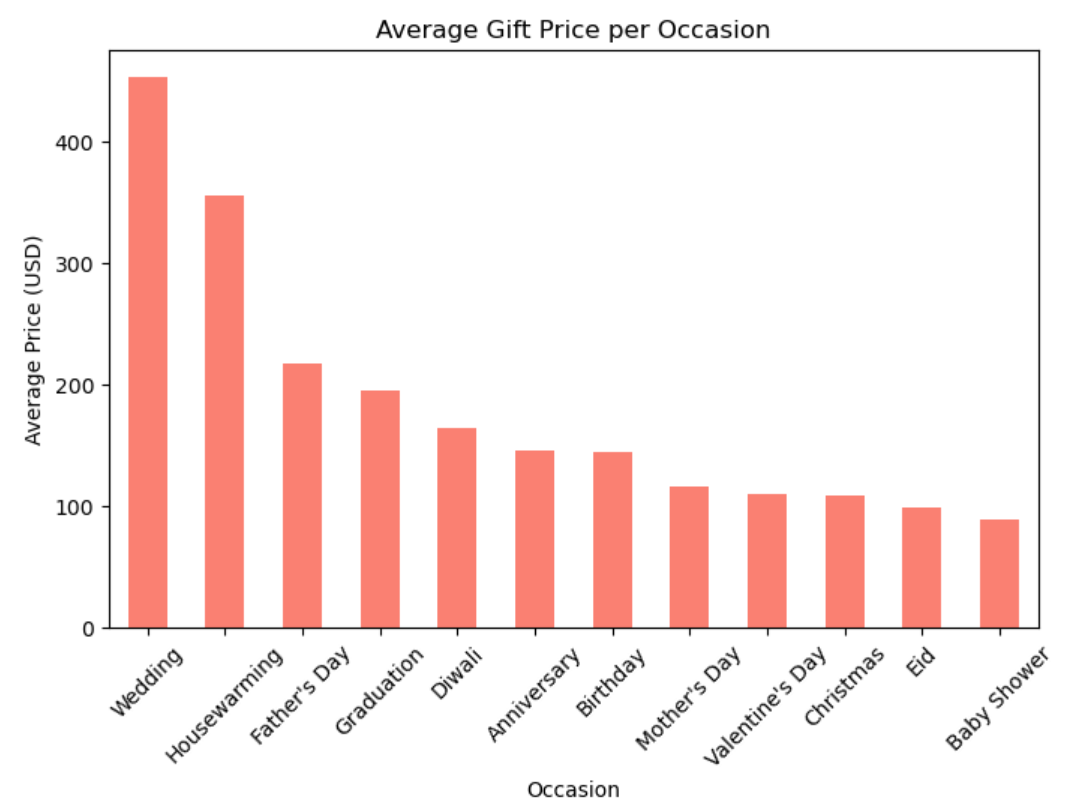 Average Gift Price per Occasion
Average Price (USD)
400
300
200
100
0
Wedding
Housewarming
Father's Day
Graduation
Diwali
Anniversary
Birthday
Mother's Day
Valentine's Day
Christmas
Eid
Baby Shower
Occasion